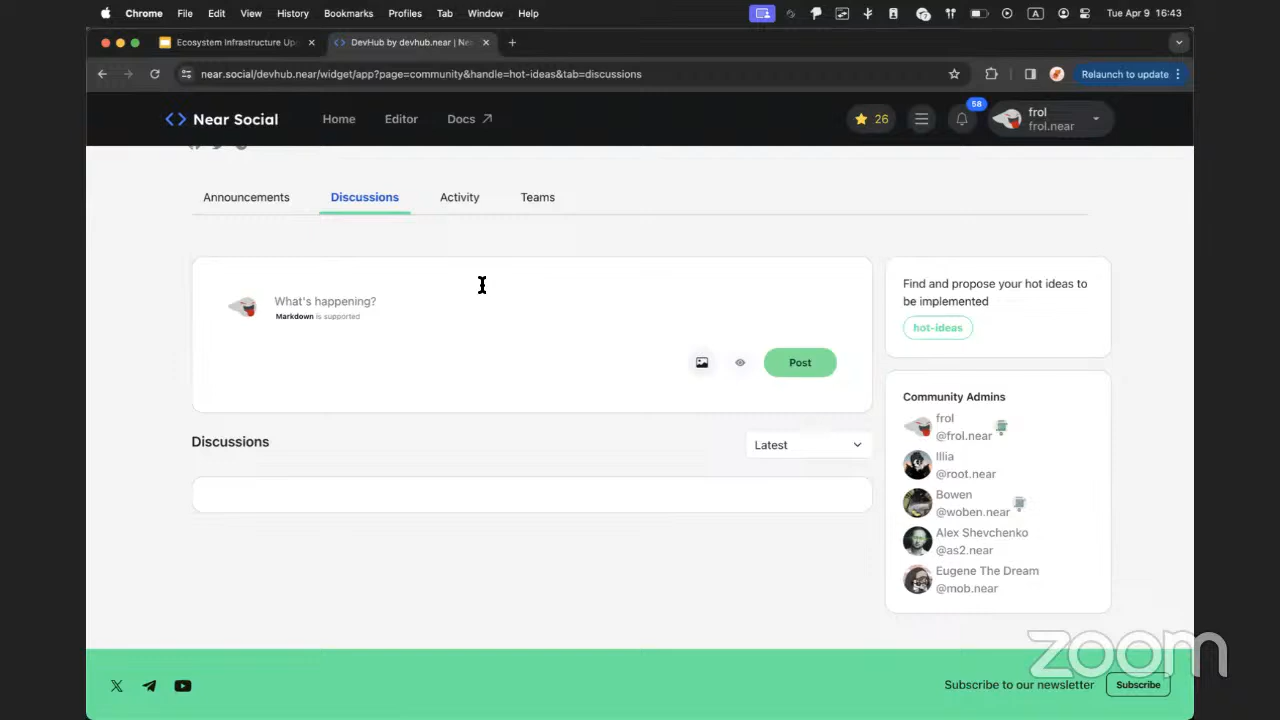 Chrome File Edit View History Bookmarks Profiles Tab Window Help
A
Tue Apr 9 16:43
Ecosystem Infrastructure Up
DevHub by devhub.near | Nea
near.social/devhub.near/widget/app?page=community&handle=hot-ideas&tab=discussions
Relaunch to update
Near Social
Home
Editor
Docs
26
58
frol
frol.near
Announcements
Discussions
Activity
Teams
What's happening?
Markdown is supported
Post
Discussions
Latest
Find and propose your hot ideas to
be implemented
hot-ideas
Community Admins
frol
@frol.near
Illia
@root.near
Bowen
@woben.near
Alex Shevchenko
@as2.near
Eugene The Dream
@mob.near
zoom
Subscribe to our newsletter
Subscribe